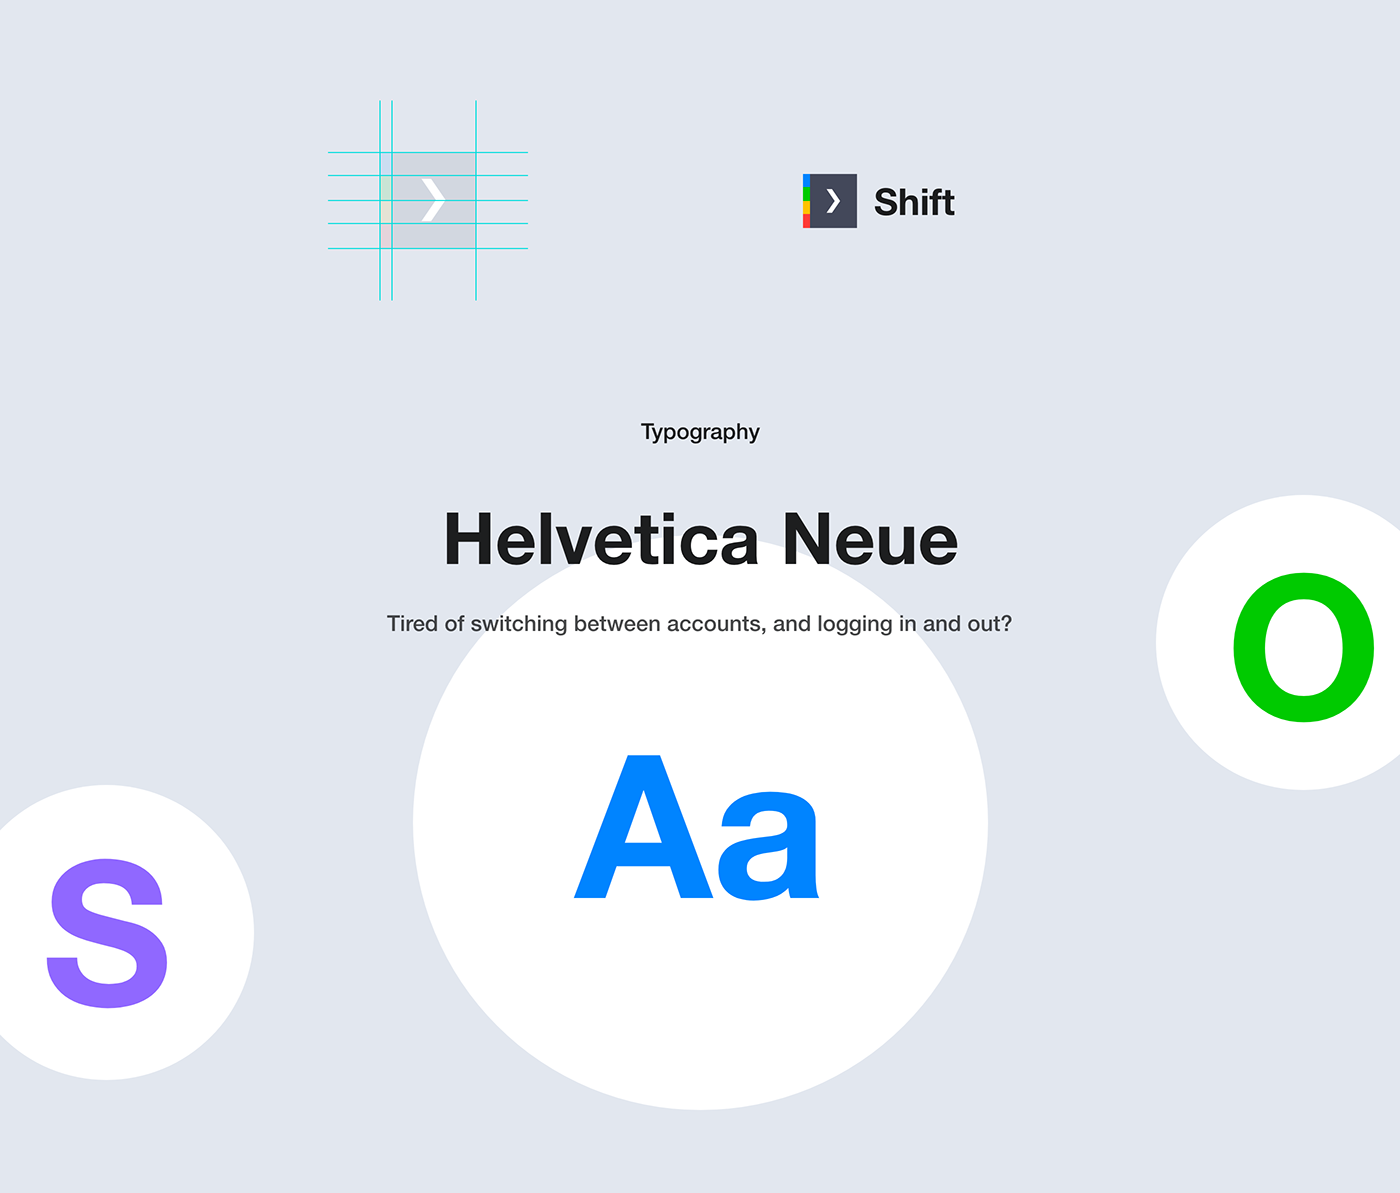 Shift
Typography
Helvetica Neue
Tired of switching between accounts, and logging in and out?
O
Aa
S